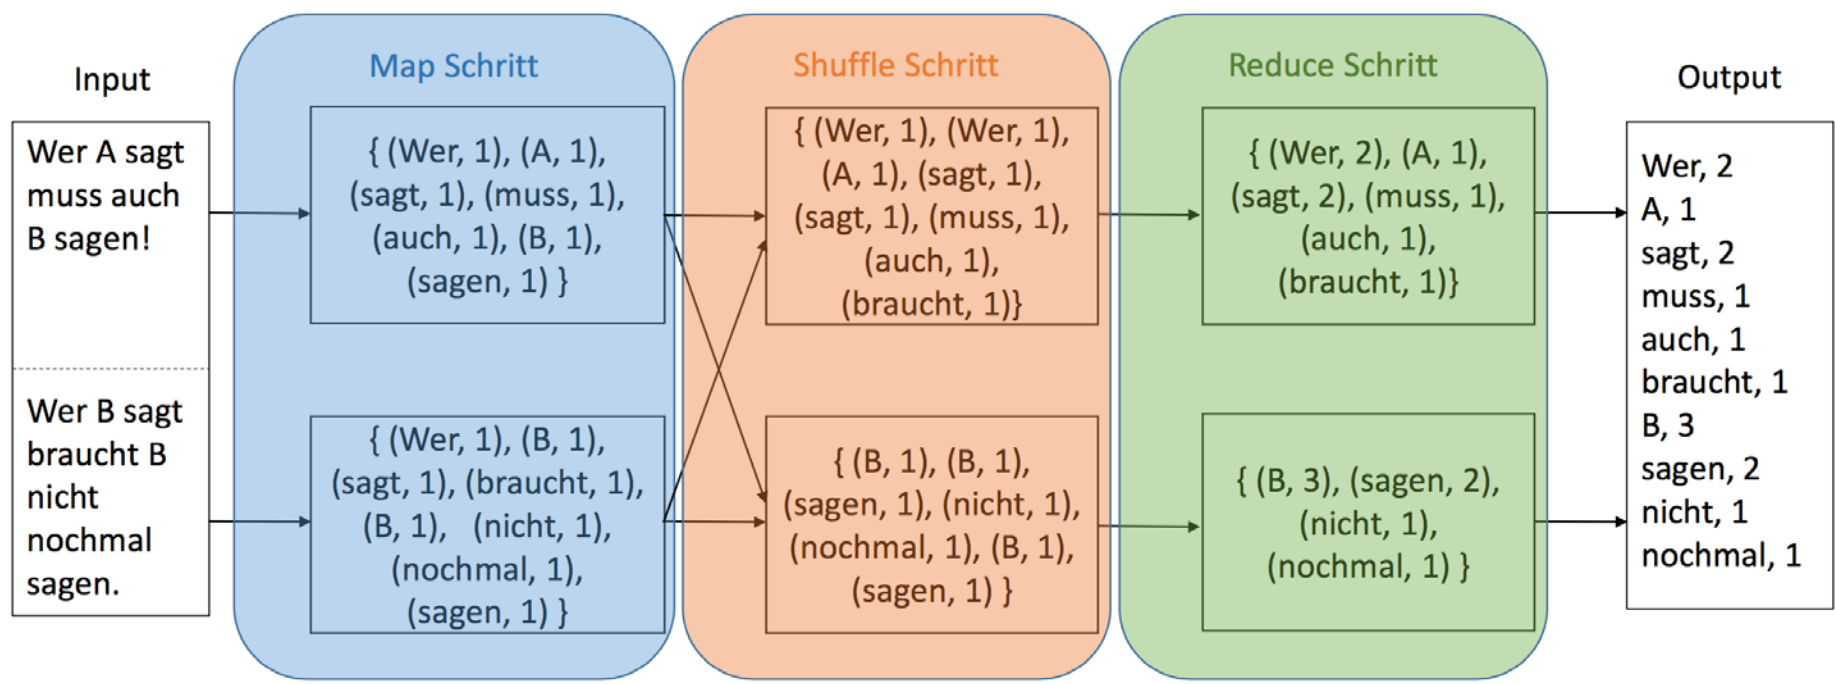 Input
Wer A sagt
muss auch
B sagen!
Wer B sagt
braucht B
nicht
nochmal
sagen.
Map Schritt
{ (Wer, 1), (A, 1),
(sagt, 1), (muss, 1),
(auch, 1), (B, 1),
(sagen, 1) }
{ (Wer, 1), (B, 1),
(sagt, 1), (braucht, 1),
(B, 1), (nicht, 1),
(nochmal, 1),
(sagen, 1) }
Shuffle Schritt
{ (Wer, 1), (Wer, 1),
(A, 1), (sagt, 1),
(sagt, 1), (muss, 1),
(auch, 1),
(braucht, 1)}
{ (B, 1), (B, 1),
(sagen, 1), (nicht, 1),
(nochmal, 1), (B, 1),
(sagen, 1) }
Reduce Schritt
{ (Wer, 2), (A, 1),
(sagt, 2), (muss, 1),
(auch, 1),
(braucht, 1)}
{ (B, 3), (sagen, 2),
(nicht, 1),
(nochmal, 1) }
Output
Wer, 2
A, 1
sagt, 2
muss, 1
auch, 1
braucht, 1
B, 3
sagen, 2
nicht, 1
nochmal, 1